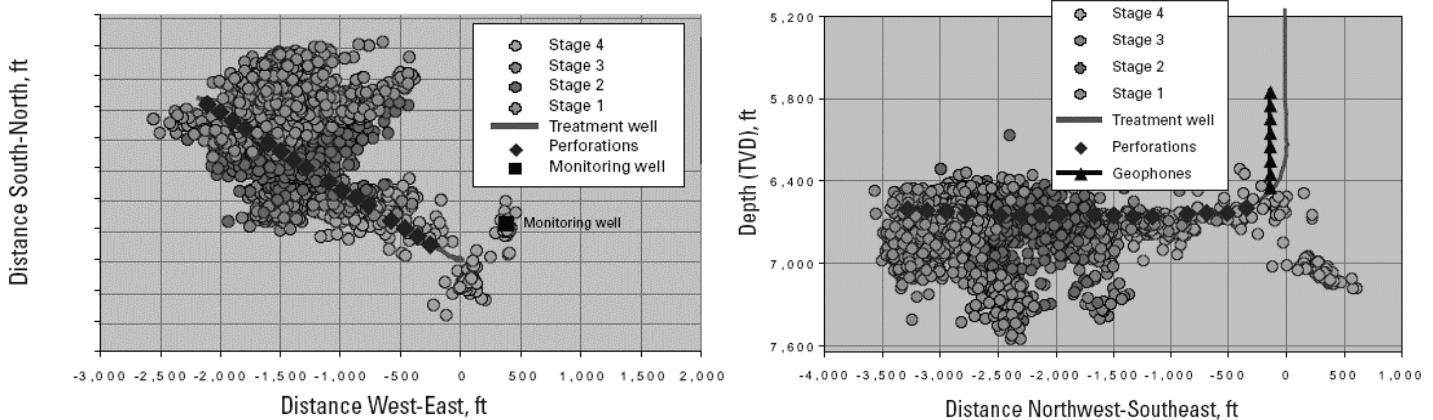 Distance South-North, ft
Stage 4
Stage 3
Stage 2
Stage 1
Treatment well
Perforations
Monitoring well
Monitoring well
-3,000 -2,500 -2,000 -1,500 -1,000 -500 0 500 1,000 1,500 2,000
Distance West-East, ft
Depth (TVD), ft
5,200
5,800
6,400
7,000
7,600
Stage 4
Stage 3
Stage 2
Stage 1
Treatment well
Perforations
Geophones
-4,000 -3,500 -3,000 -2,500 -2,000 -1,500 -1,000 -500 0 500 1,000
Distance Northwest-Southeast, ft